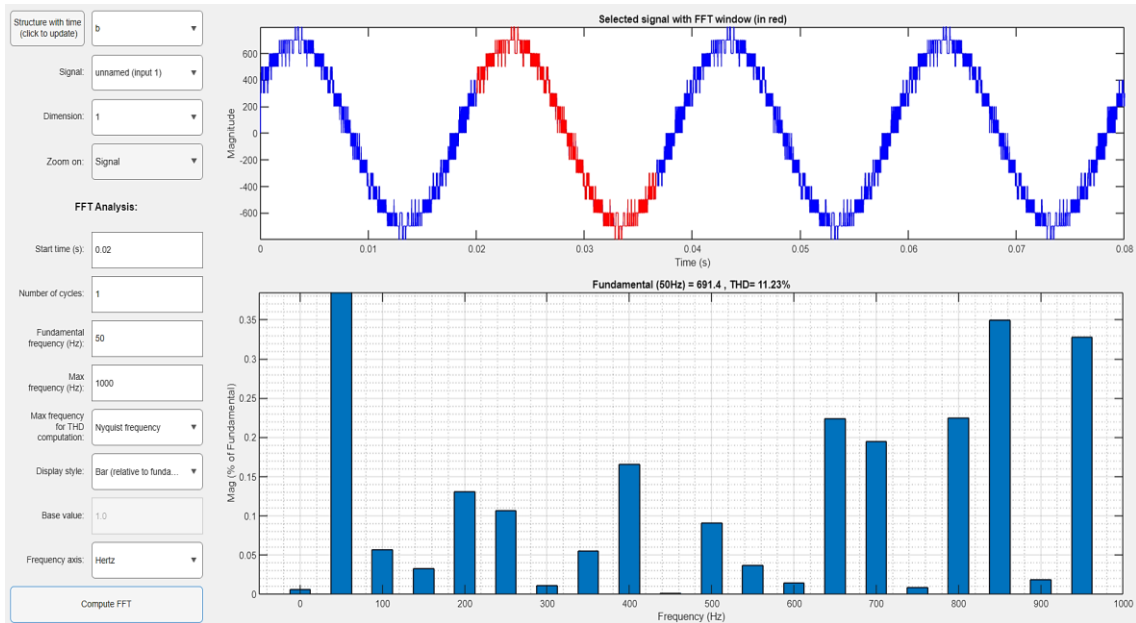 Structure with time
(click to update)
b
Signal:
unnamed (input 1)
Dimension:
1
Zoom on:
Signal
FFT Analysis:
Start time (s):
0.02
Number of cycles:
1
Fundamental
frequency (Hz):
50
Max
frequency (Hz):
1000
Max frequency
for THD
computation:
Nyquist frequency
Display style:
Bar (relative to funda...
Base value:
1.0
Frequency axis:
Hertz
Compute FFT
Selected signal with FFT window (in red)
Magnitude
600
400
200
0
-200
-400
-600
0 0.01 0.02 0.03 0.04 0.05 0.06 0.07 0.08
Time (s)
Fundamental (50Hz) = 691.4 , THD= 11.23%
Mag (% of Fundamental)
0.35
0.3
0.25
0.2
0.15
0.1
0.05
0
0 100 200 300 400 500 600 700 800 900 1000
Frequency (Hz)